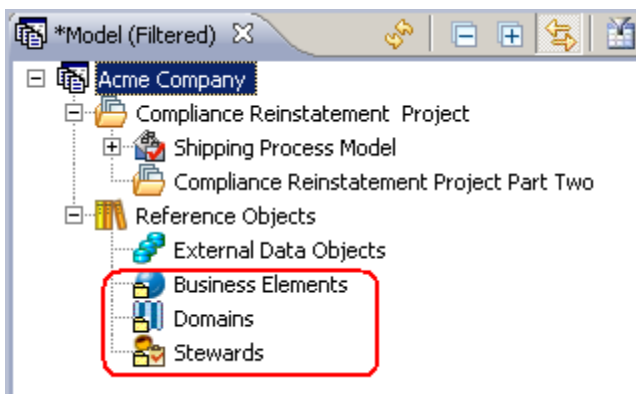 *Model (Filtered)
Acme Company
Compliance Reinstatement Project
Shipping Process Model
Compliance Reinstatement Project Part Two
Reference Objects
External Data Objects
Business Elements
Domains
Stewards